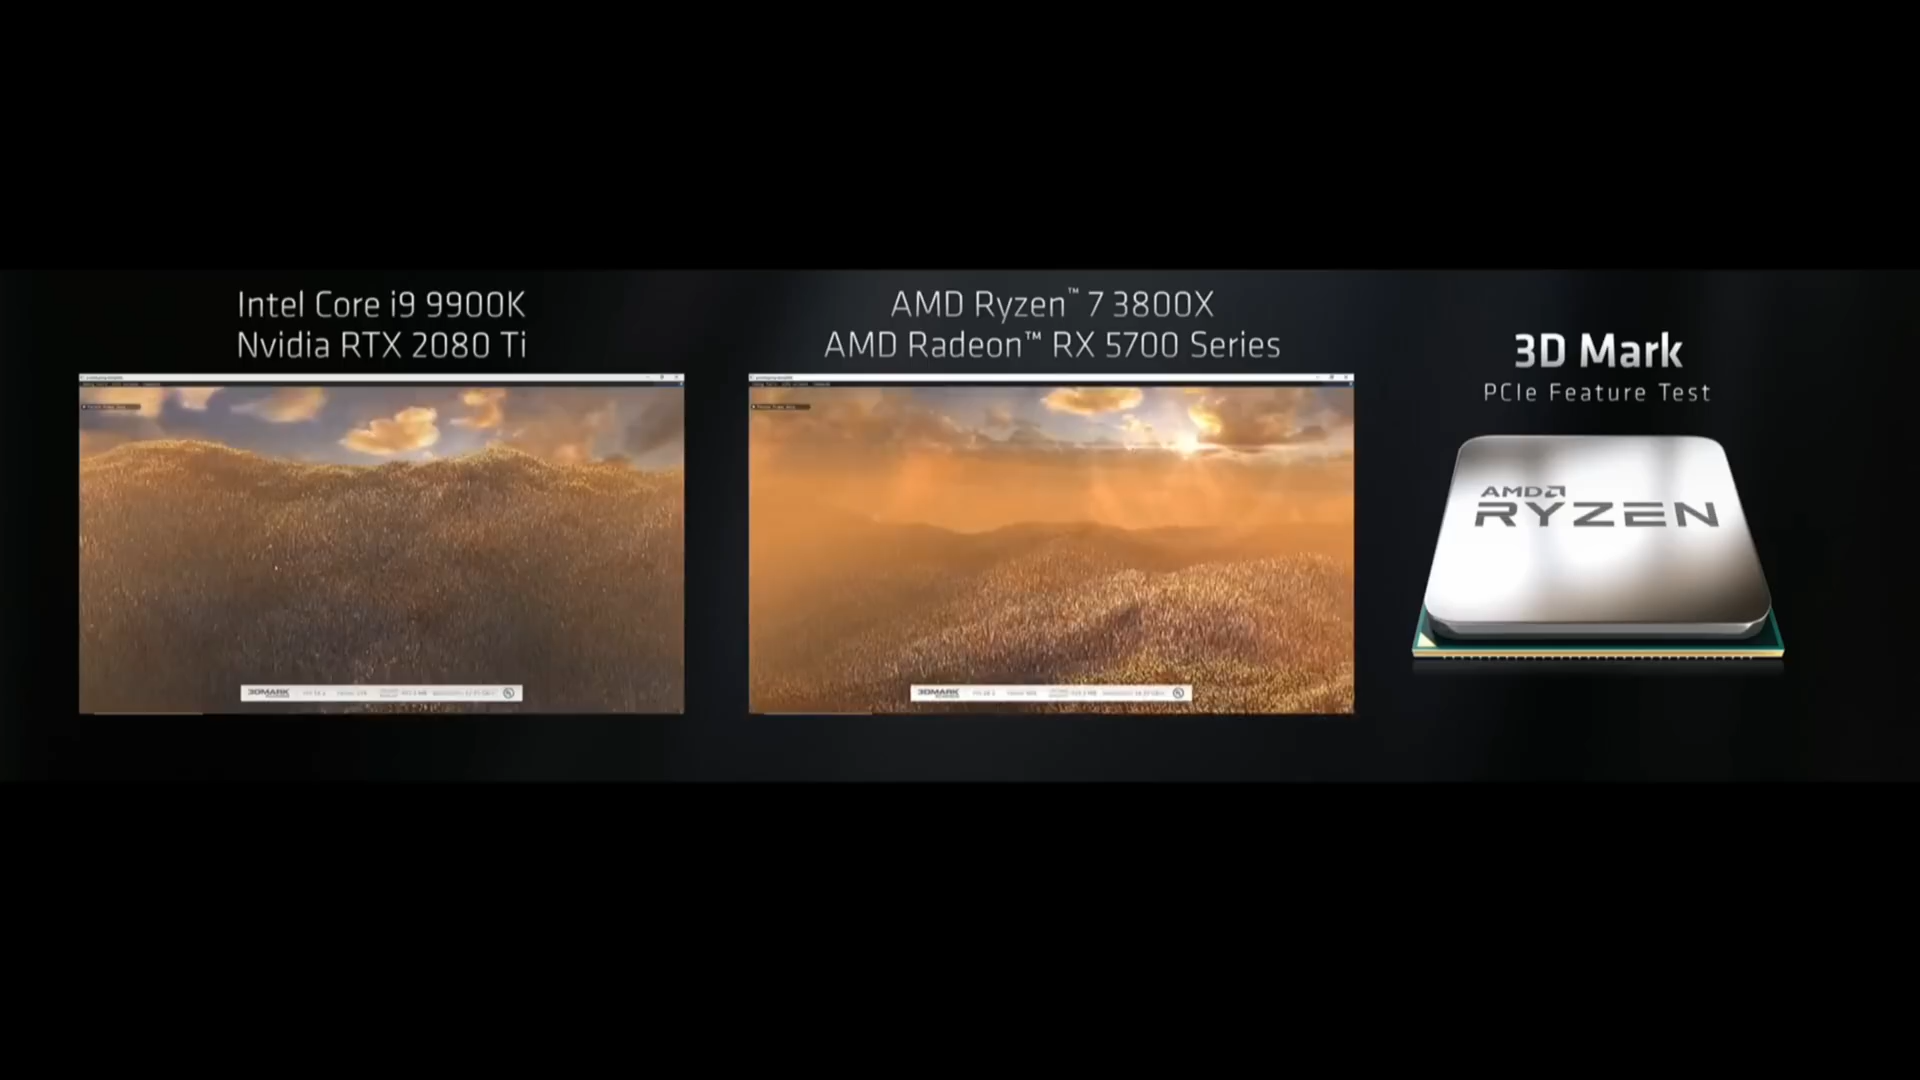 Intel Core i9 9900K
Nvidia RTX 2080 Ti
AMD Ryzen™ 7 3800X
AMD Radeon™ RX 5700 Series
3D Mark
PCIe Feature Test
AMD
RYZEN
3DMARK
3DMARK